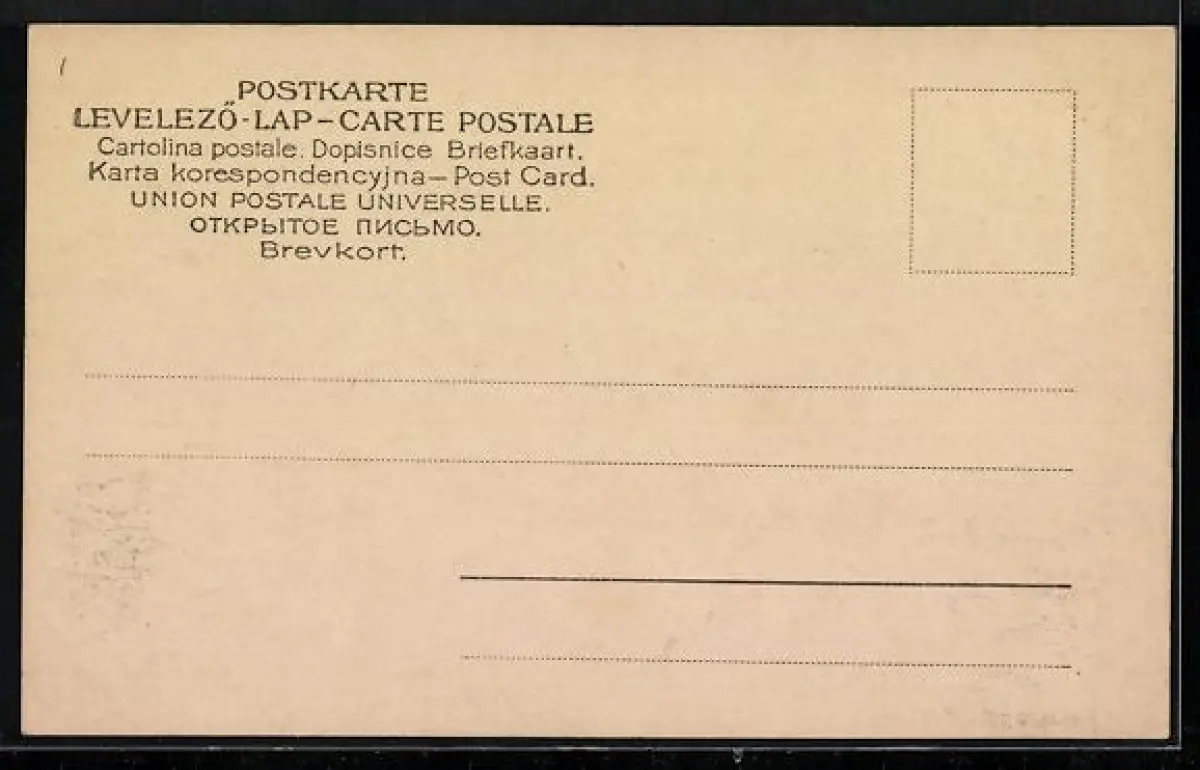 POSTKARTE
LEVELEZŐ-LAP–CARTE POSTALE
Cartolina postale. Dopisnice Briefkaart.
Karta korespondencyjna–Post Card.
UNION POSTALE UNIVERSELLE.
ОТКРЫТОЕ ПИСЬМО.
Brevkort.